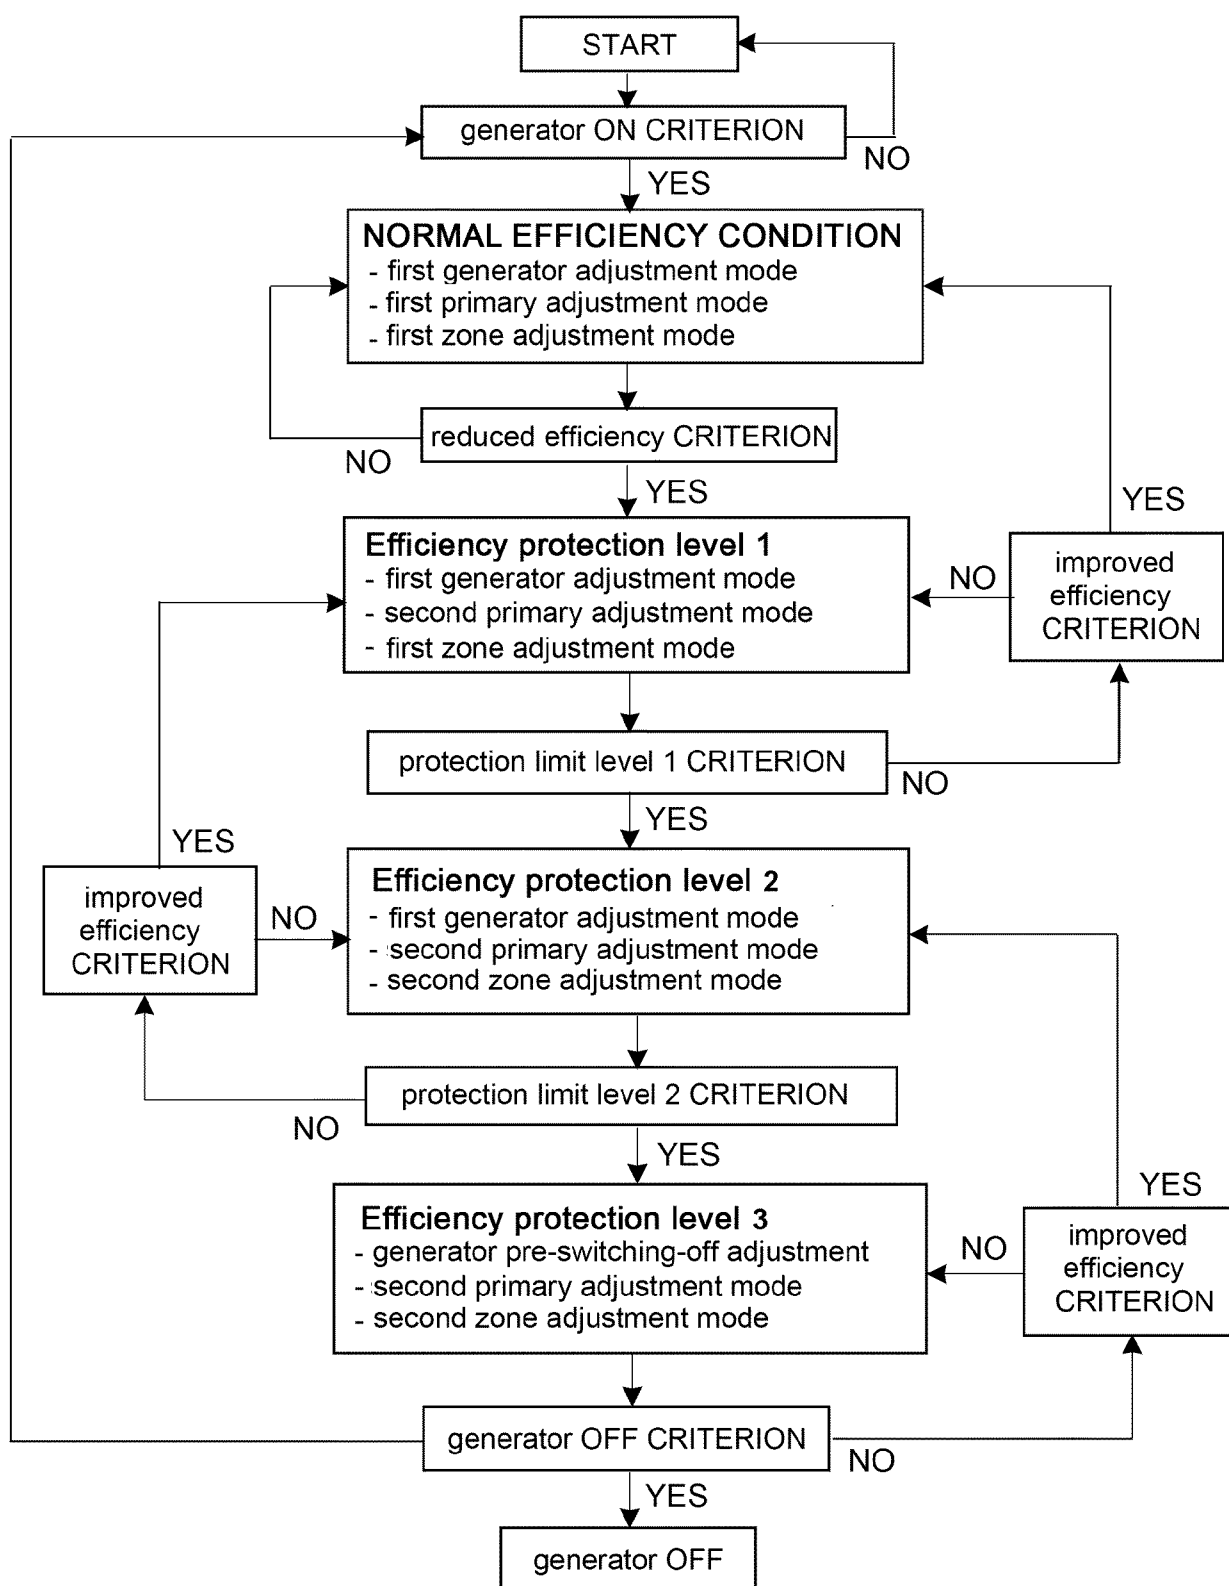 START
generator ON CRITERION
NO
YES
NORMAL EFFICIENCY CONDITION
- first generator adjustment mode
- first primary adjustment mode
- first zone adjustment mode
reduced efficiency CRITERION
NO
YES
YES
Efficiency protection level 1
- first generator adjustment mode
- second primary adjustment mode
- first zone adjustment mode
NO
improved
efficiency
CRITERION
protection limit level 1 CRITERION
NO
YES
YES
improved
efficiency
CRITERION
NO
Efficiency protection level 2
- first generator adjustment mode
- second primary adjustment mode
- second zone adjustment mode
protection limit level 2 CRITERION
NO
YES
YES
Efficiency protection level 3
- generator pre-switching-off adjustment
- second primary adjustment mode
- second zone adjustment mode
NO
improved
efficiency
CRITERION
generator OFF CRITERION
NO
YES
generator OFF